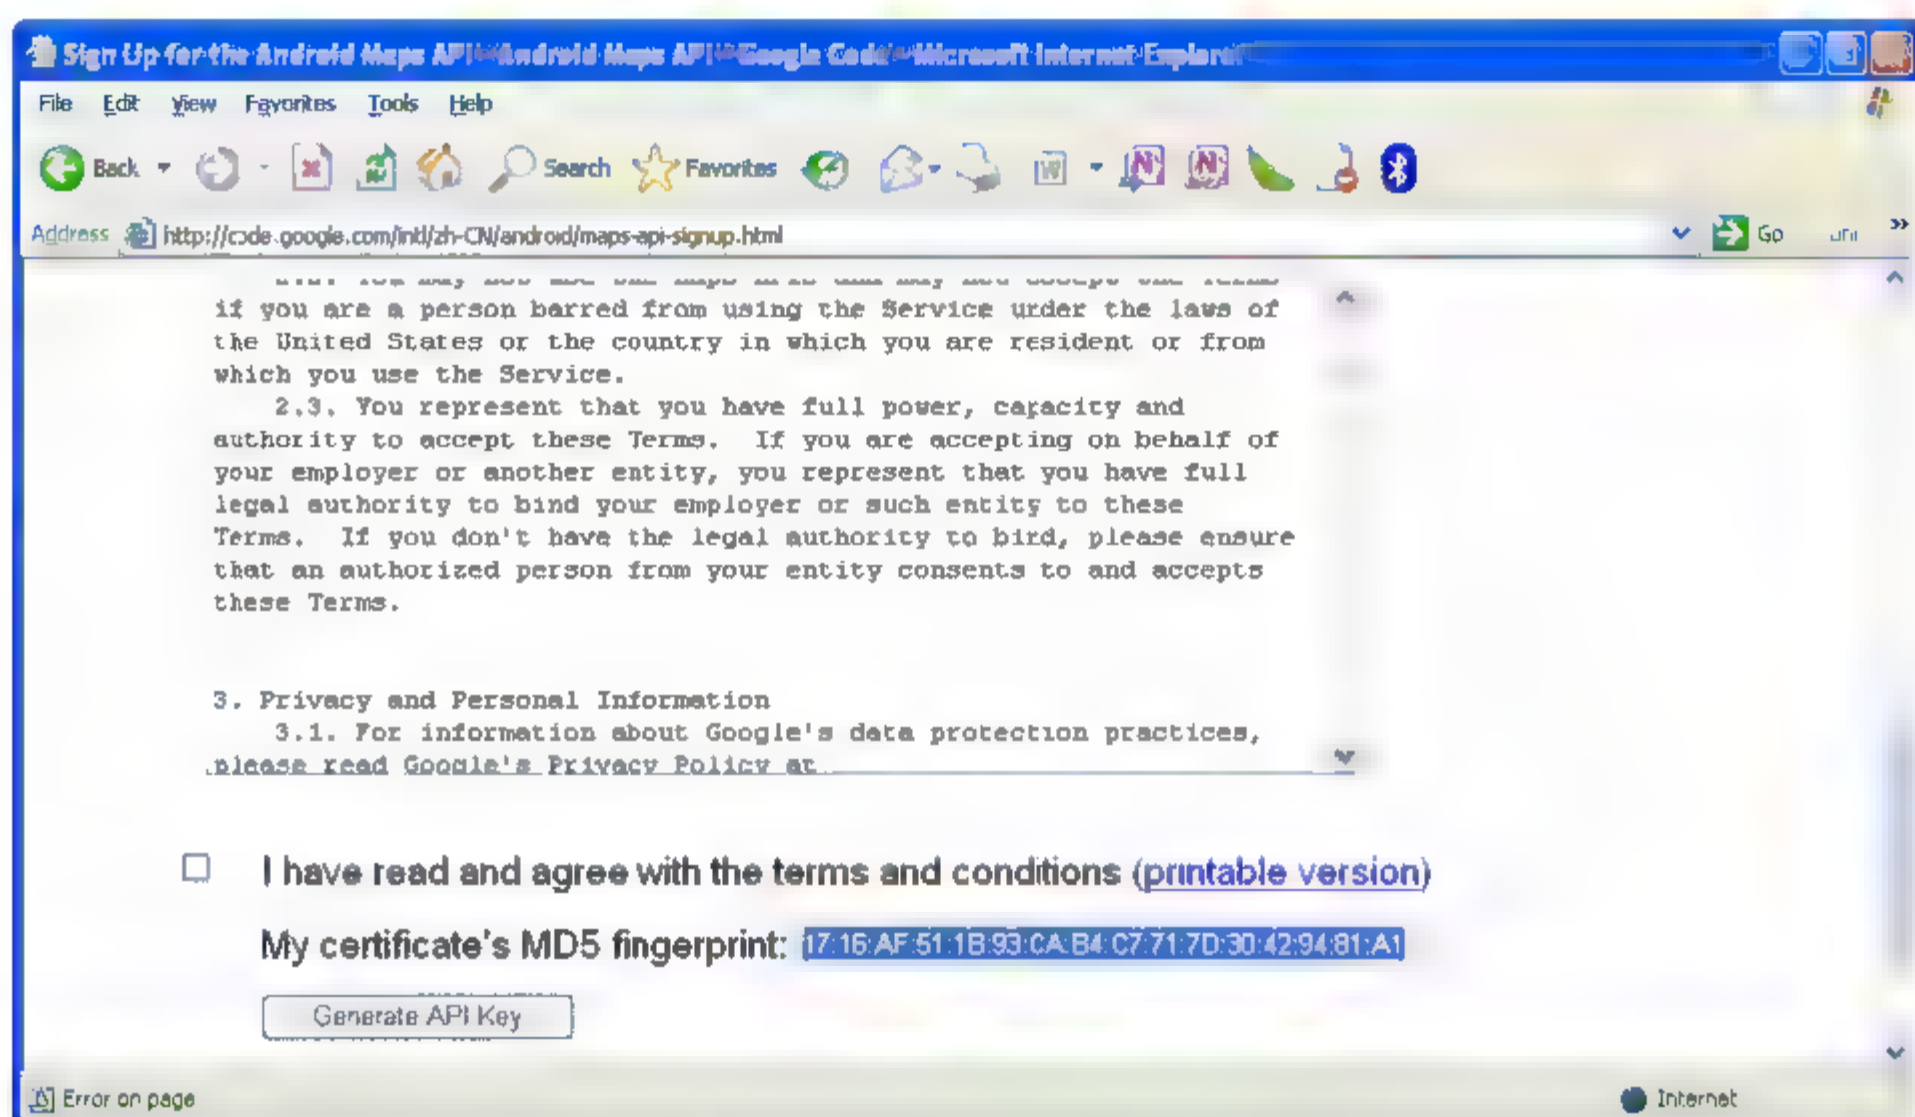 Sign Up for the Android Maps API - Android Maps API - Google Code - Microsoft Internet Explorer
File Edit View Favorites Tools Help
Back Search Favorites
Address http://code.google.com/intl/zh-CN/android/maps-api-signup.html Go
if you are a person barred from using the Service under the laws of
the United States or the country in which you are resident or from
which you use the Service.
2.3. You represent that you have full power, capacity and
authority to accept these Terms. If you are accepting on behalf of
your employer or another entity, you represent that you have full
legal authority to bind your employer or such entity to these
Terms. If you don't have the legal authority to bind, please ensure
that an authorized person from your entity consents to and accepts
these Terms.
3. Privacy and Personal Information
3.1. For information about Google's data protection practices,
please read Google's Privacy Policy at
I have read and agree with the terms and conditions (printable version)
My certificate's MD5 fingerprint: 17:16:AF:51:1B:93:CA:B4:C7:71:7D:3D:42:94:81:A1
Generate API Key
Error on page Internet